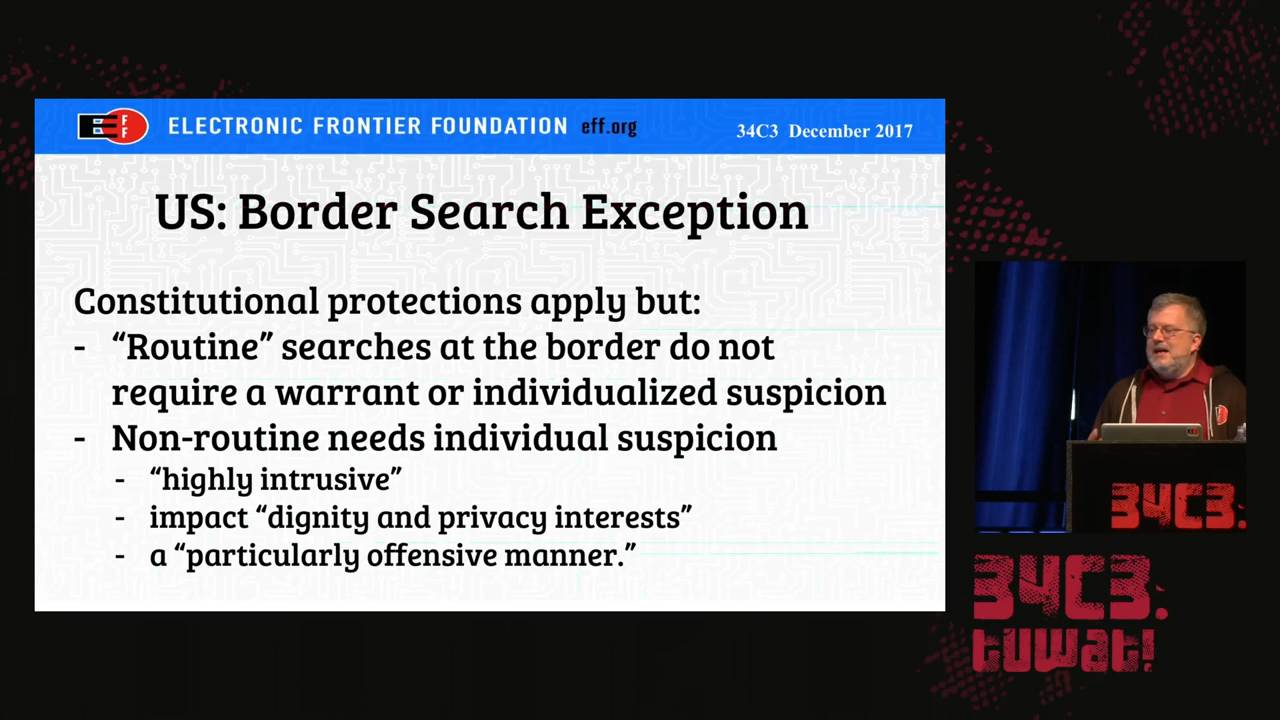 EFF ELECTRONIC FRONTIER FOUNDATION eff.org
34C3 December 2017
US: Border Search Exception
Constitutional protections apply but:
- “Routine” searches at the border do not
require a warrant or individualized suspicion
- Non-routine needs individual suspicion
- “highly intrusive”
- impact “dignity and privacy interests”
- a “particularly offensive manner.”
34C3:
34C3:
tuwat!